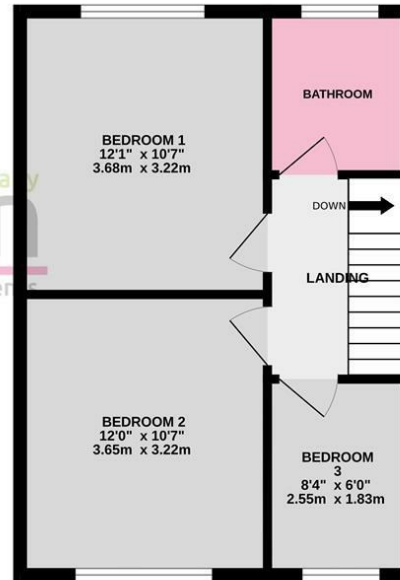 BEDROOM 1
12'1" x 10'7"
3.68m x 3.22m
BATHROOM
DOWN
LANDING
BEDROOM 2
12'0" x 10'7"
3.65m x 3.22m
BEDROOM
3
8'4" x 6'0"
2.55m x 1.83m